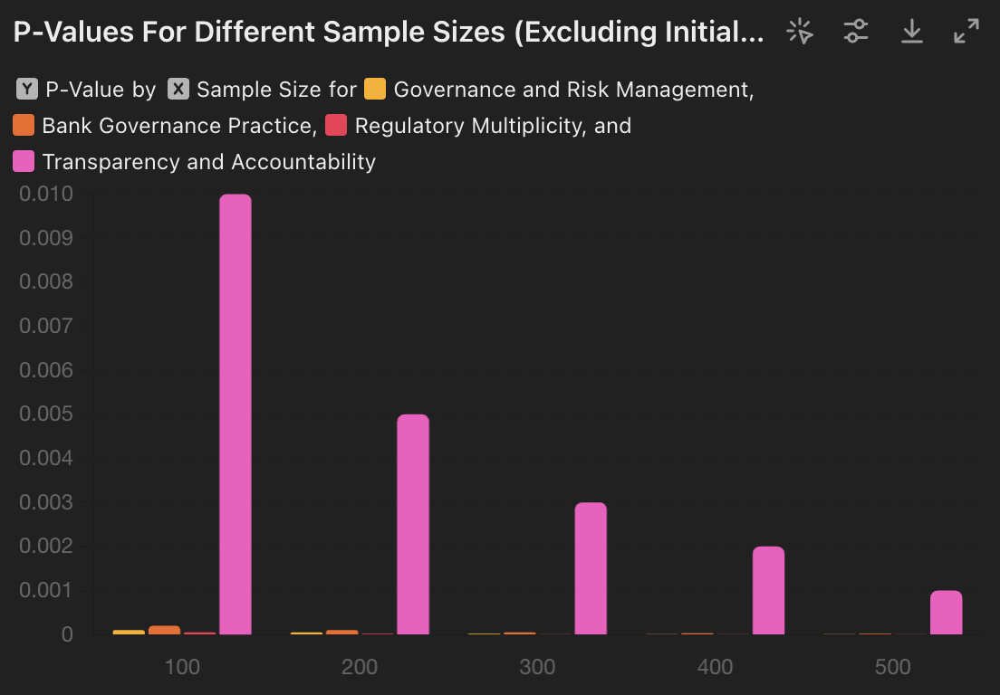 P-Values For Different Sample Sizes (Excluding Initial...
Y P-Value by X Sample Size for Governance and Risk Management,
Bank Governance Practice, Regulatory Multiplicity, and
Transparency and Accountability
0.010
0.009
0.008
0.007
0.006
0.005
0.004
0.003
0.002
0.001
0
100 200 300 400 500